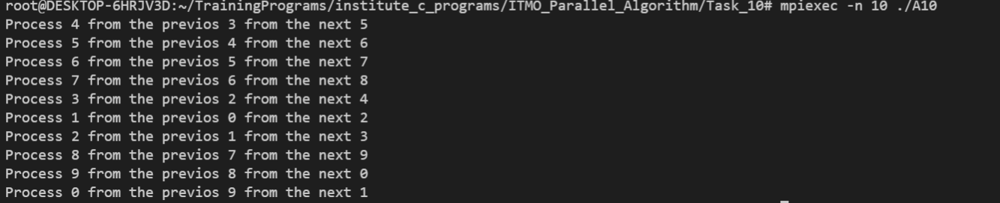 root@DESKTOP-6HRJV3D:~/TrainingPrograms/institute_c_programs/ITMO_Parallel_Algorithm/Task_10# mpiexec -n 10 ./A10
Process 4 from the previos 3 from the next 5
Process 5 from the previos 4 from the next 6
Process 6 from the previos 5 from the next 7
Process 7 from the previos 6 from the next 8
Process 3 from the previos 2 from the next 4
Process 1 from the previos 0 from the next 2
Process 2 from the previos 1 from the next 3
Process 8 from the previos 7 from the next 9
Process 9 from the previos 8 from the next 0
Process 0 from the previos 9 from the next 1